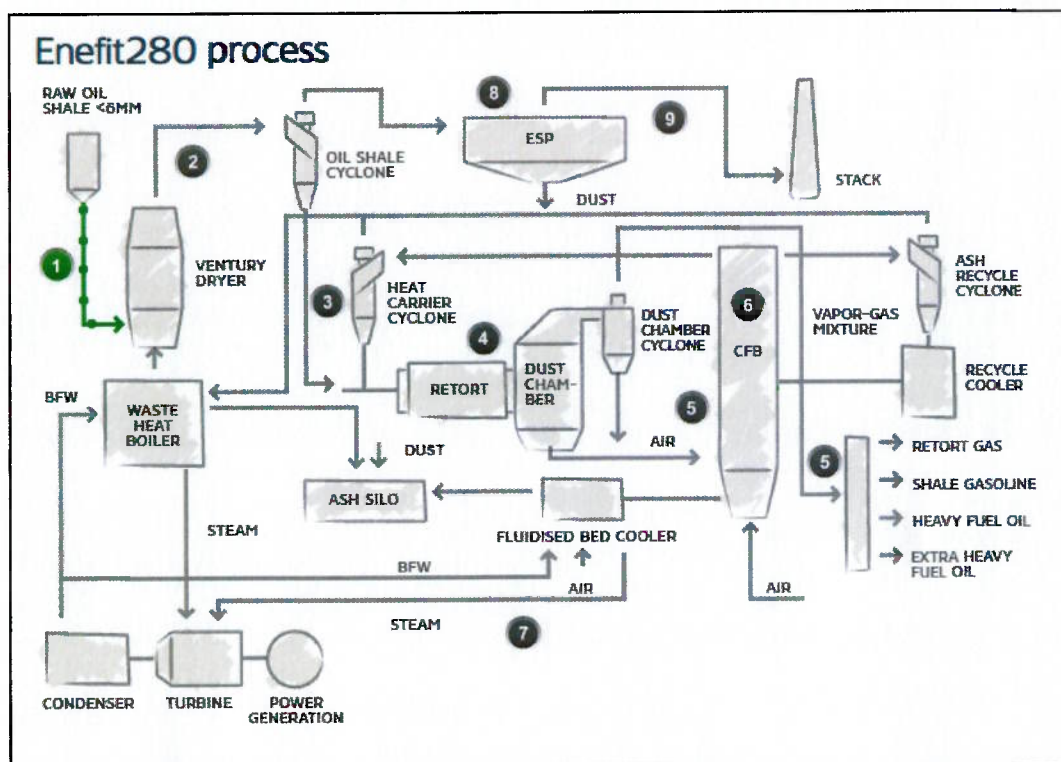 Enefit280 process
RAW OIL
SHALE <6MM
8
9
2
OIL SHALE
CYCLONE
ESP
STACK
DUST
1
VENTURY
DRYER
3
HEAT
CARRIER
CYCLONE
4
DUST
CHAMBER
CYCLONE
6
CFB
VAPOR-GAS
MIXTURE
ASH
RECYCLE
CYCLONE
RETORT
DUST
CHAM-
BER
RECYCLE
COOLER
BFW
WASTE
HEAT
BOILER
5
AIR
DUST
5
RETORT GAS
SHALE GASOLINE
HEAVY FUEL OIL
EXTRA HEAVY
FUEL OIL
ASH SILO
STEAM
FLUIDISED BED COOLER
BFW
AIR
AIR
STEAM
7
CONDENSER
TURBINE
POWER
GENERATION